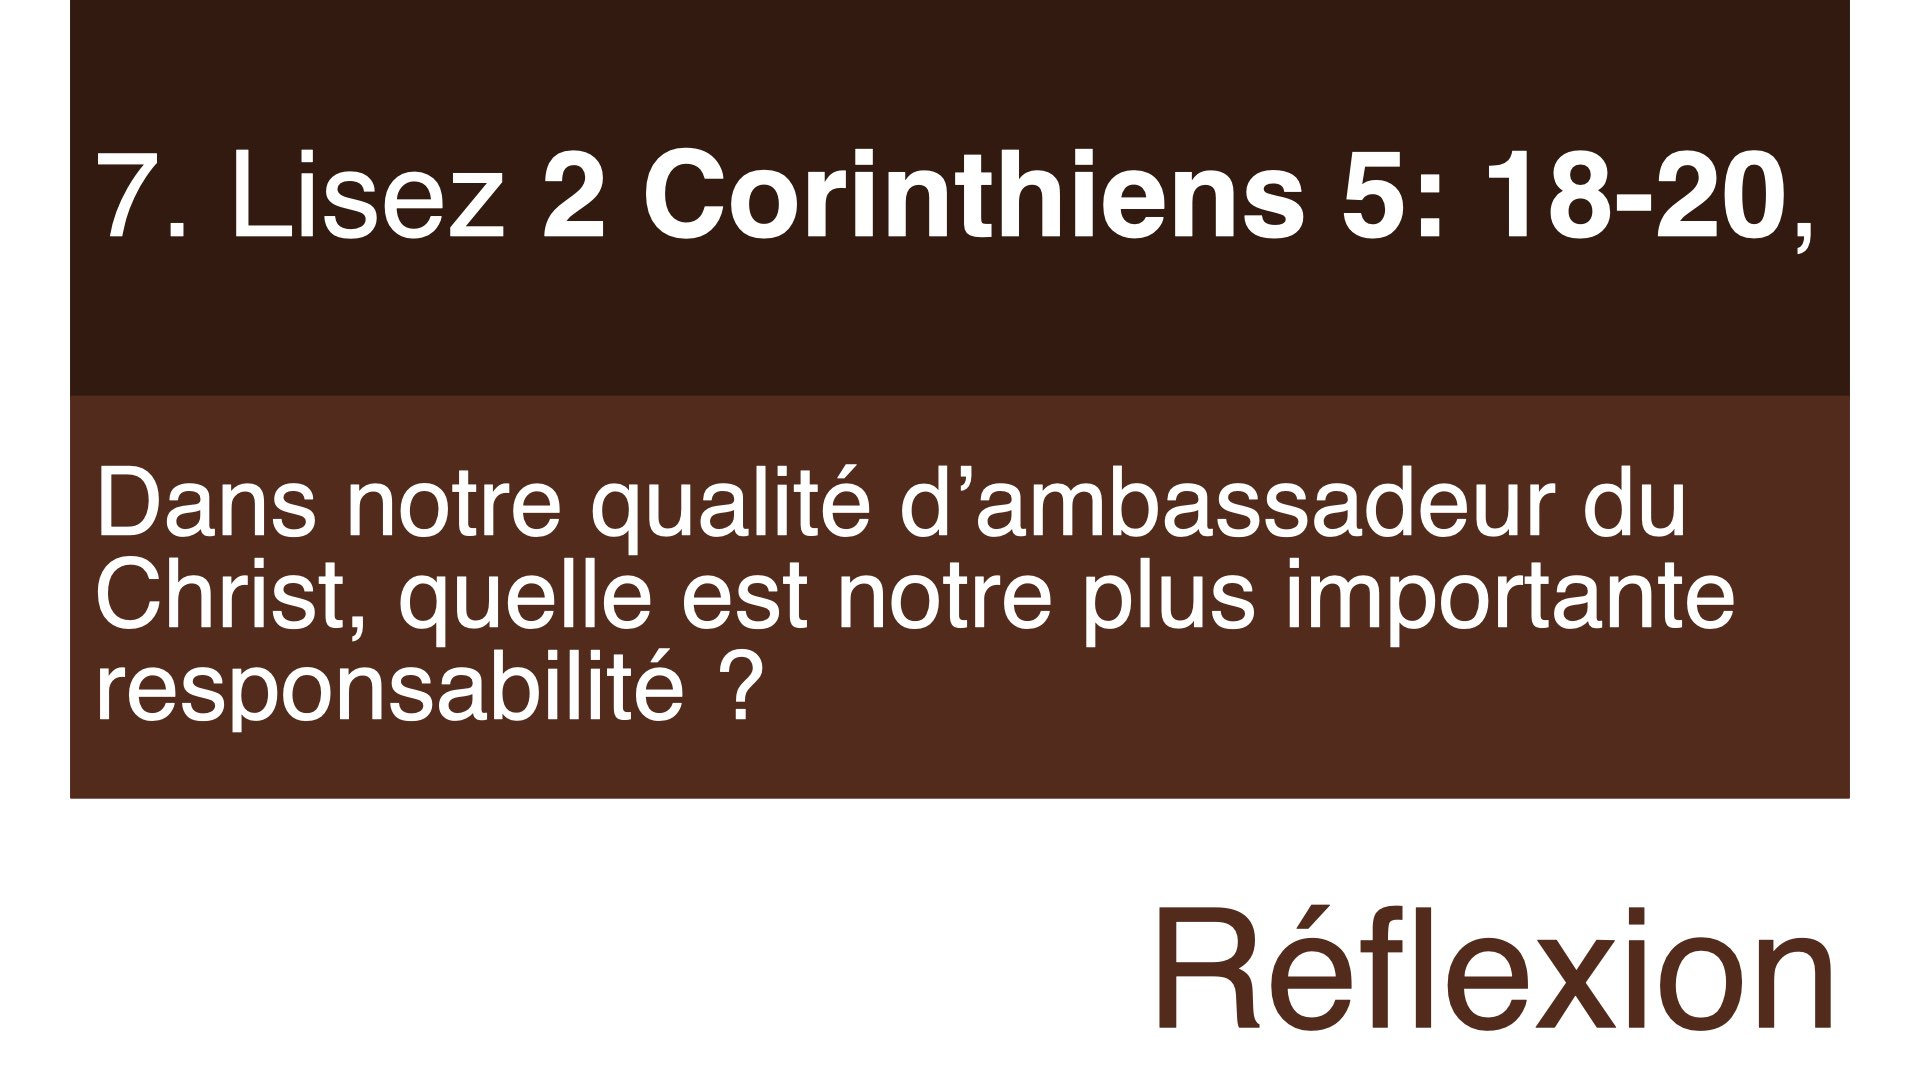 7. Lisez 2 Corinthiens 5: 18-20,
Dans notre qualité d’ambassadeur du
Christ, quelle est notre plus importante
responsabilité ?
Réflexion